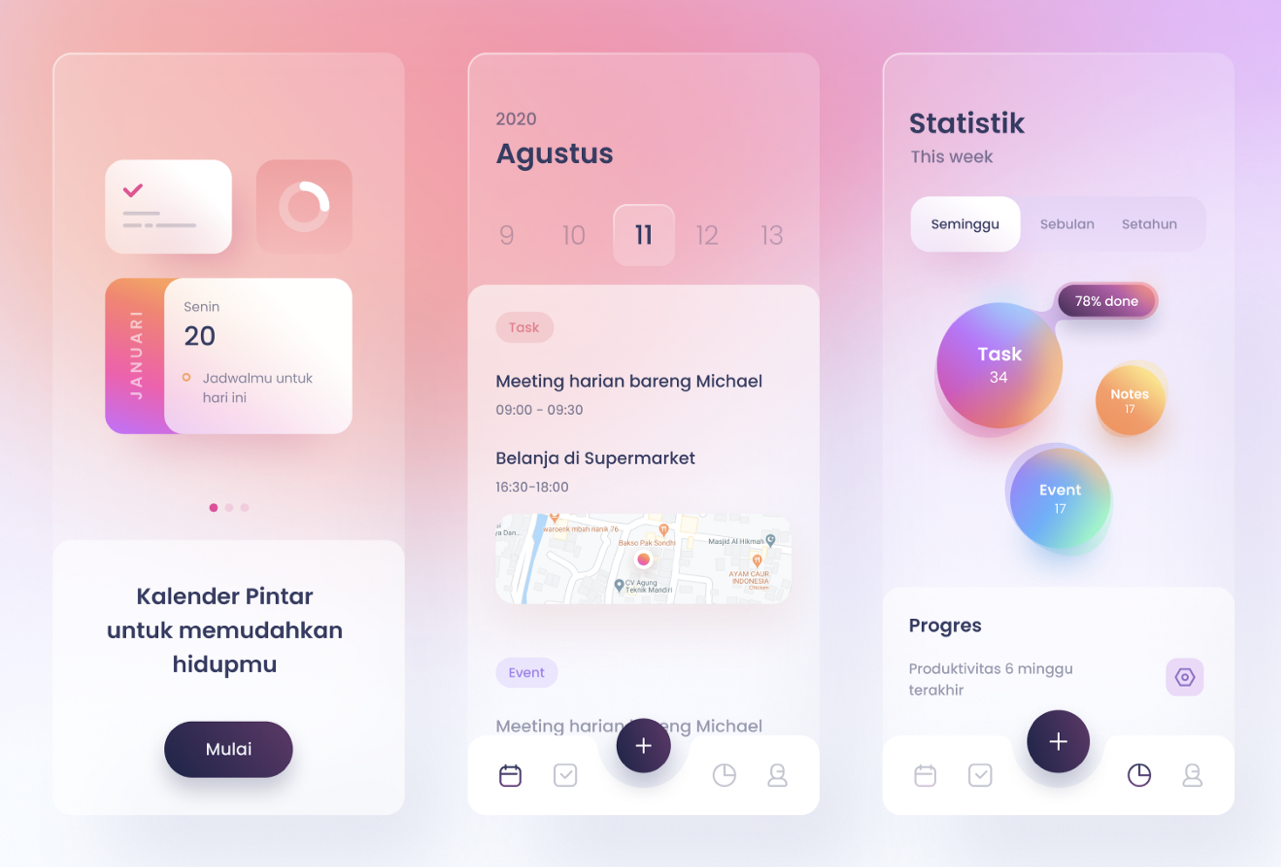 JANUARI
Senin
20
Jadwalmu untuk
hari ini
Kalender Pintar
untuk memudahkan
hidupmu
Mulai
2020
Agustus
9 10 11 12 13
Task
Meeting harian bareng Michael
09:00 - 09:30
Belanja di Supermarket
16:30-18:00
ya Dan...
waroenk mbah nanik 76...
Bakso Pak Sondhi
Masjid Al Hikmah
AYAM GAUR
INDONESIA
Chicken
CV Agung
Teknik Mandiri
Event
Meeting harian bareng Michael
Statistik
This week
Seminggu Sebulan Setahun
78% done
Task
34
Notes
17
Event
17
Progres
Produktivitas 6 minggu
terakhir